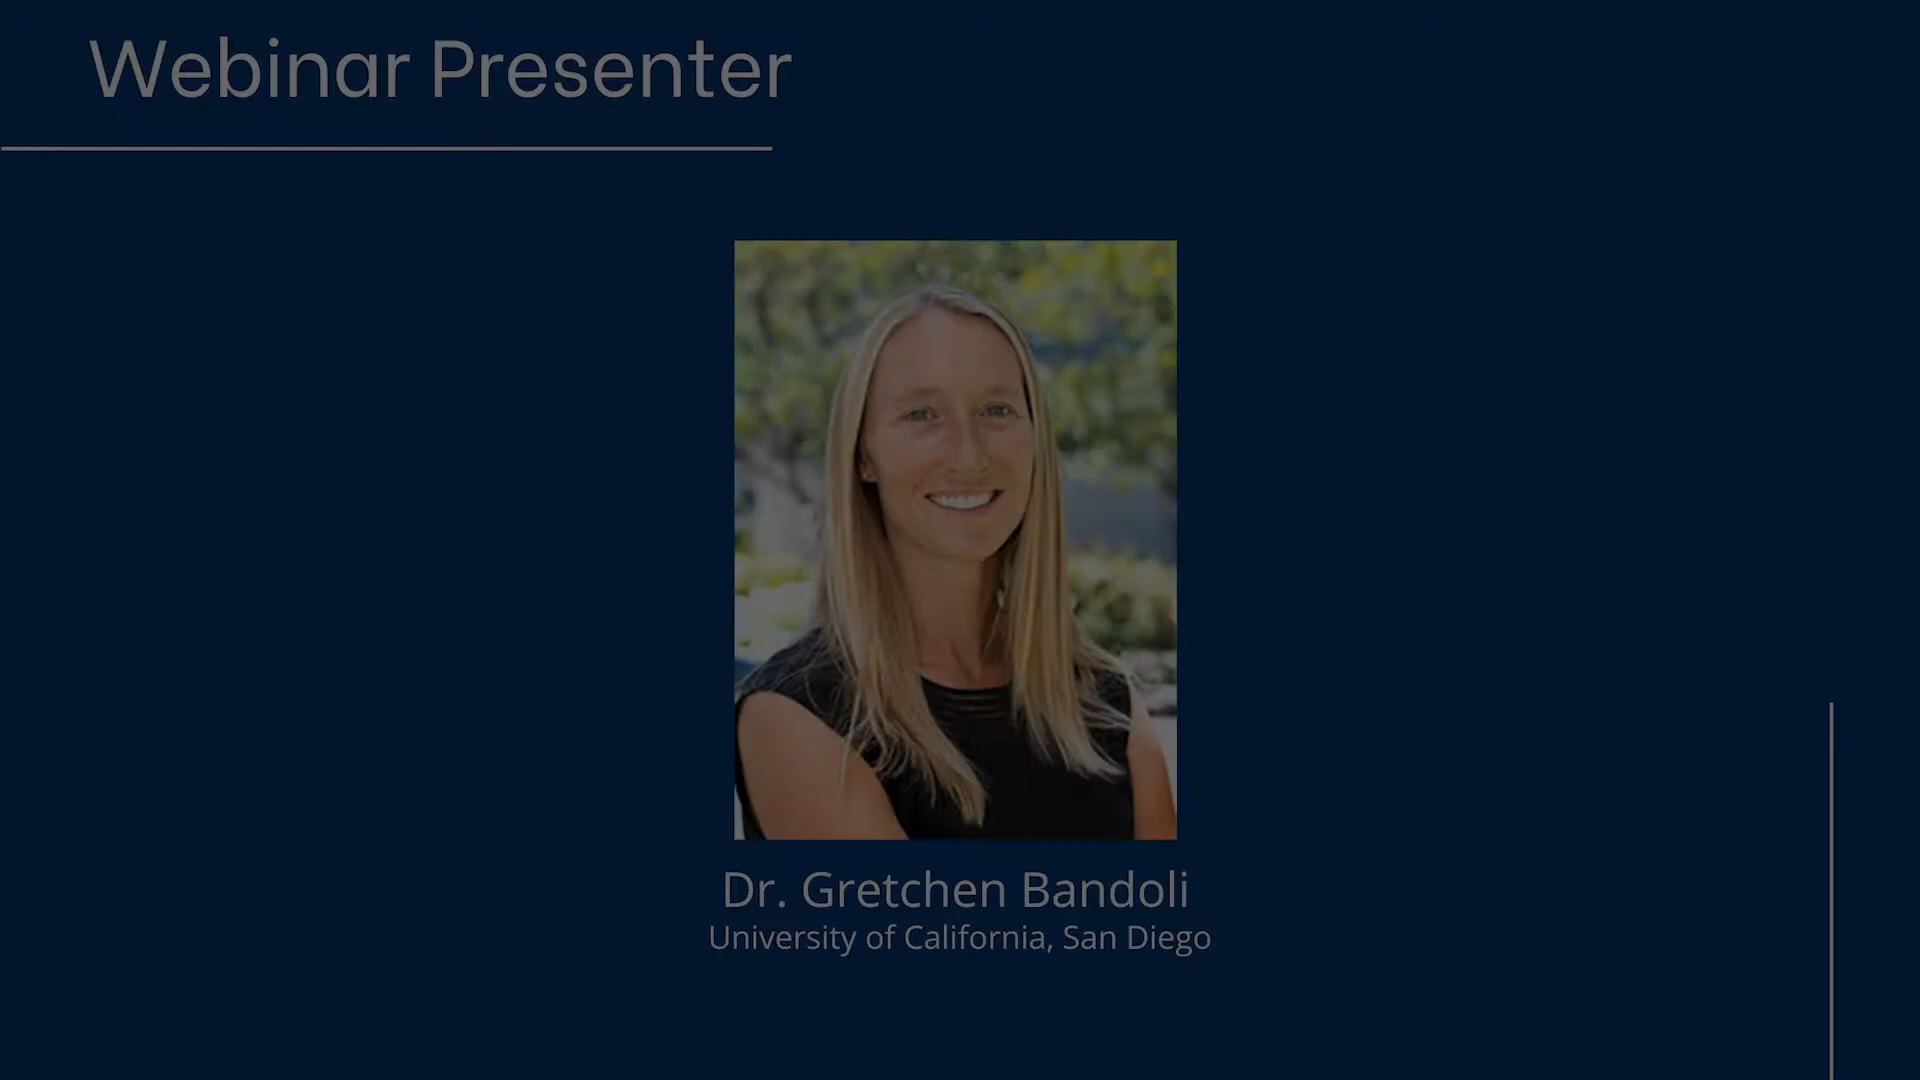 Webinar Presenter
Dr. Gretchen Bandoli
University of California, San Diego